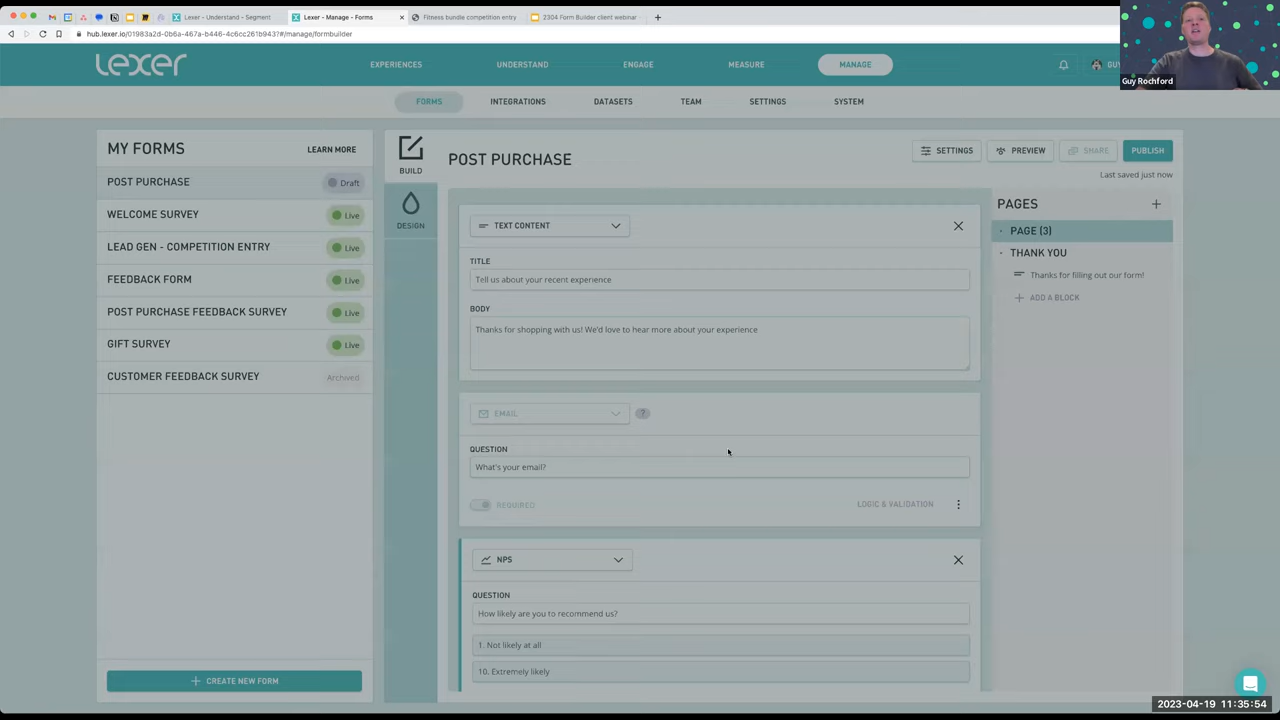 Lexer - Understand - Segment
Lexer - Manage - Forms
Fitness bundle competition entry
2304 Form Builder client webinar
hub.lexer.io/01983a2d-0b6a-467a-b446-4c6cc261b943?#/manage/formbuilder
Lexer
EXPERIENCES
UNDERSTAND
ENGAGE
MEASURE
MANAGE
GUY
Guy Rochford
FORMS
INTEGRATIONS
DATASETS
TEAM
SETTINGS
SYSTEM
MY FORMS
LEARN MORE
POST PURCHASE
Draft
WELCOME SURVEY
Live
LEAD GEN - COMPETITION ENTRY
Live
FEEDBACK FORM
Live
POST PURCHASE FEEDBACK SURVEY
Live
GIFT SURVEY
Live
CUSTOMER FEEDBACK SURVEY
Archived
+ CREATE NEW FORM
BUILD
DESIGN
POST PURCHASE
SETTINGS
PREVIEW
SHARE
PUBLISH
Last saved just now
TEXT CONTENT
TITLE
Tell us about your recent experience
BODY
Thanks for shopping with us! We'd love to hear more about your experience
EMAIL
?
QUESTION
What's your email?
REQUIRED
LOGIC & VALIDATION
NPS
QUESTION
How likely are you to recommend us?
1. Not likely at all
10. Extremely likely
PAGES
PAGE (3)
THANK YOU
Thanks for filling out our form!
ADD A BLOCK
2023-04-19 11:35:54